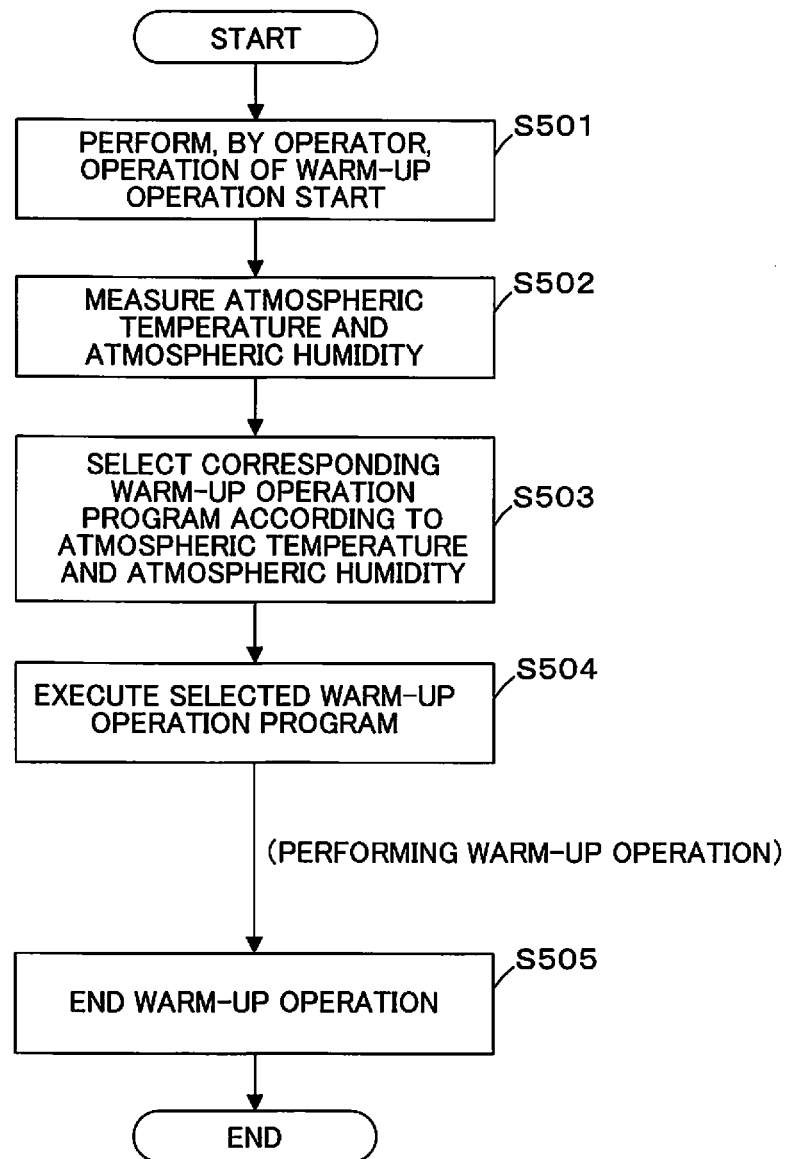 START
S501
PERFORM, BY OPERATOR,
OPERATION OF WARM-UP
OPERATION START
S502
MEASURE ATMOSPHERIC
TEMPERATURE AND
ATMOSPHERIC HUMIDITY
S503
SELECT CORRESPONDING
WARM-UP OPERATION
PROGRAM ACCORDING TO
ATMOSPHERIC TEMPERATURE
AND ATMOSPHERIC HUMIDITY
S504
EXECUTE SELECTED WARM-UP
OPERATION PROGRAM
(PERFORMING WARM-UP OPERATION)
S505
END WARM-UP OPERATION
END